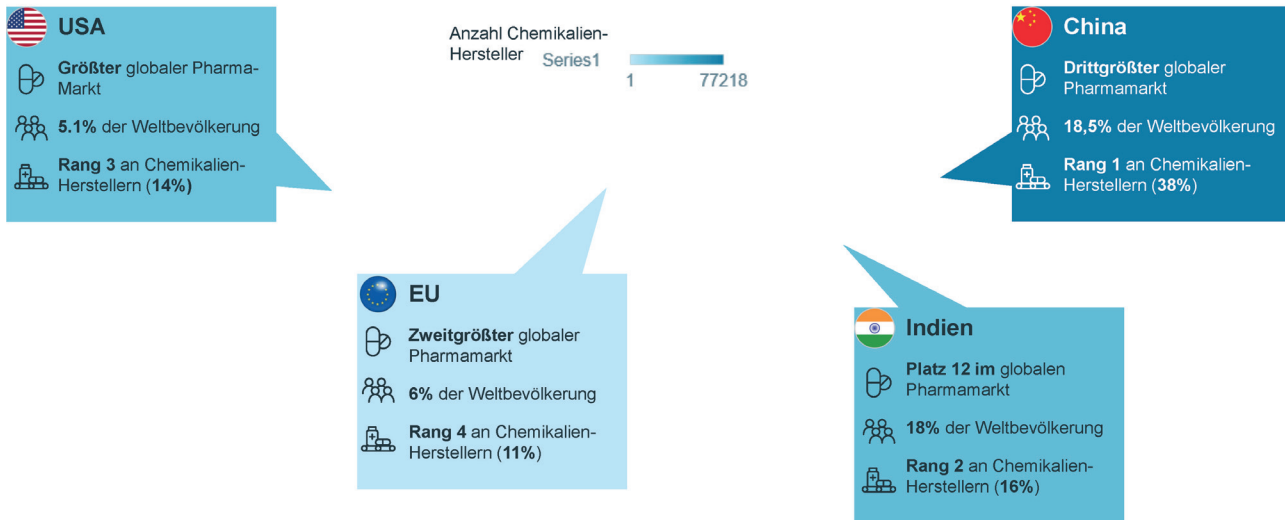 USA
Größter globaler Pharma-
Markt
5.1% der Weltbevölkerung
Rang 3 an Chemikalien-
Herstellern (14%)
Anzahl Chemikalien-
Hersteller
Series1
1 77218
China
Drittgrößter globaler
Pharmamarkt
18,5% der Weltbevölkerung
Rang 1 an Chemikalien-
Herstellern (38%)
EU
Zweitgrößter globaler
Pharmamarkt
6% der Weltbevölkerung
Rang 4 an Chemikalien-
Herstellern (11%)
Indien
Platz 12 im globalen
Pharmamarkt
18% der Weltbevölkerung
Rang 2 an Chemikalien-
Herstellern (16%)